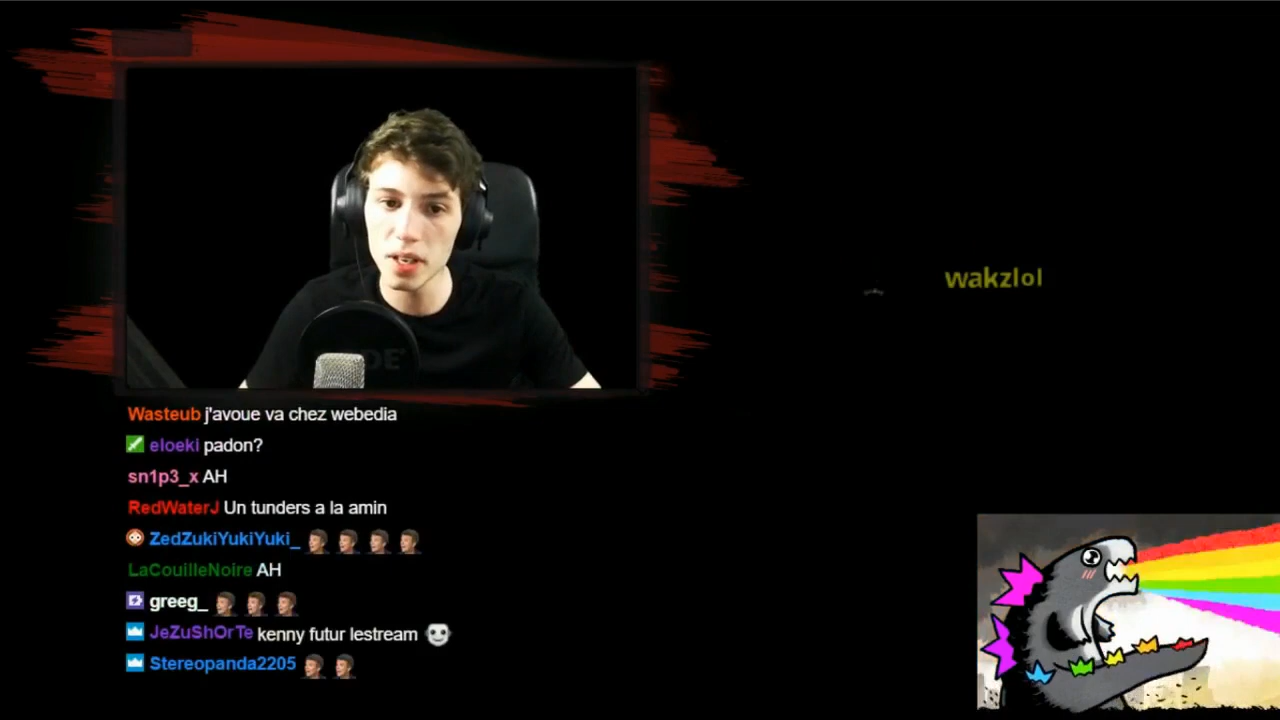 wakzlol
Wasteub j'avoue va chez webedia
eloeki padon?
sn1p3_x AH
RedWaterJ Un tunders a la amin
ZedZukiYukiYuki_
LaCouilleNoire AH
greeg_
JeZuShOrTe kenny futur lestream
Stereopanda2205